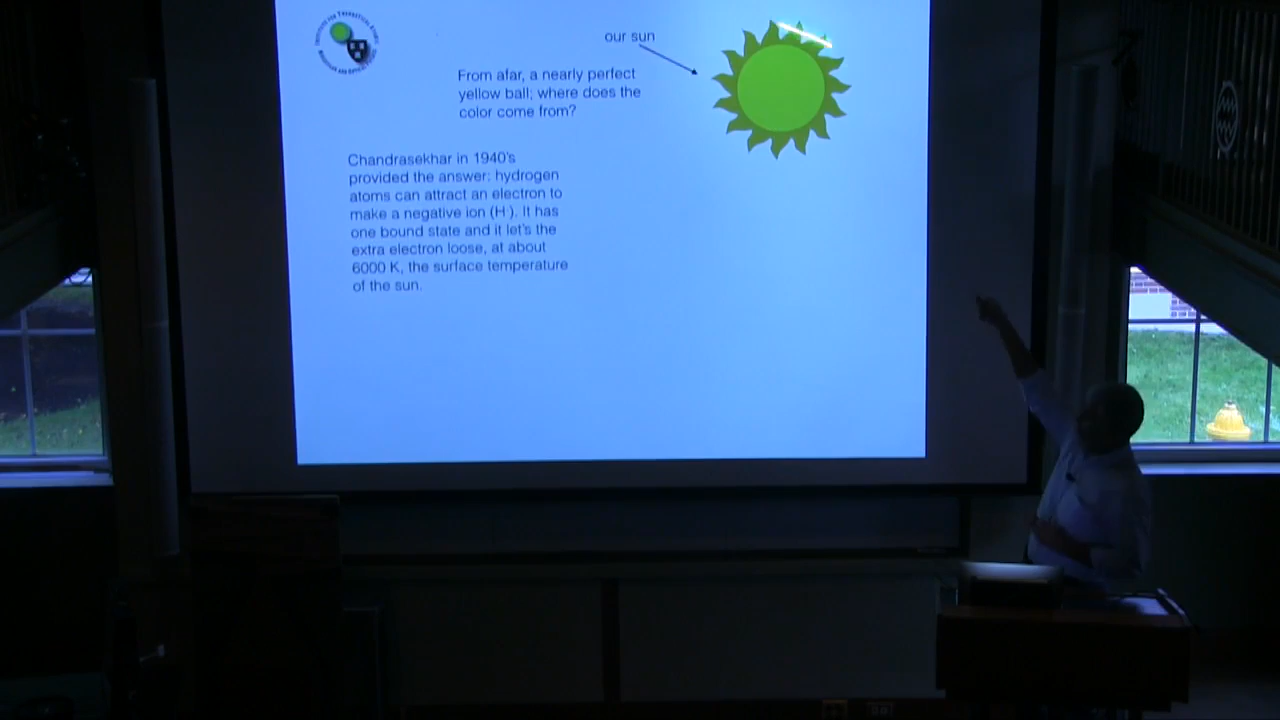 our sun
From afar, a nearly perfect
yellow ball; where does the
color come from?
Chandrasekhar in 1940's
provided the answer: hydrogen
atoms can attract an electron to
make a negative ion (H-). It has
one bound state and it let's the
extra electron loose, at about
6000 K, the surface temperature
of the sun.